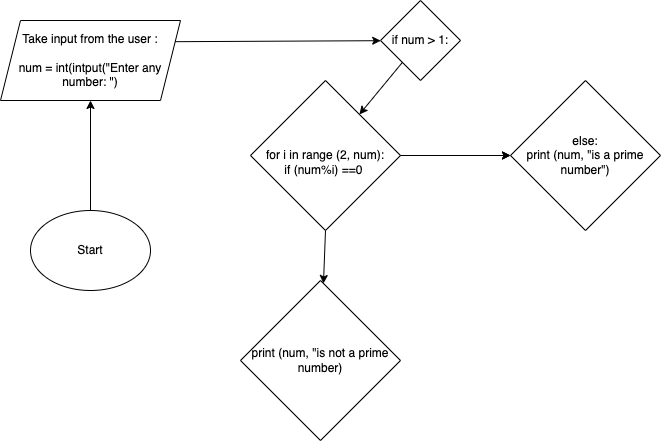 Take input from the user :
num = int(intput("Enter any
number: ")
if num > 1:
for i in range (2, num):
if (num%i) ==0
else:
print (num, "is a prime
number")
Start
print (num, "is not a prime
number)